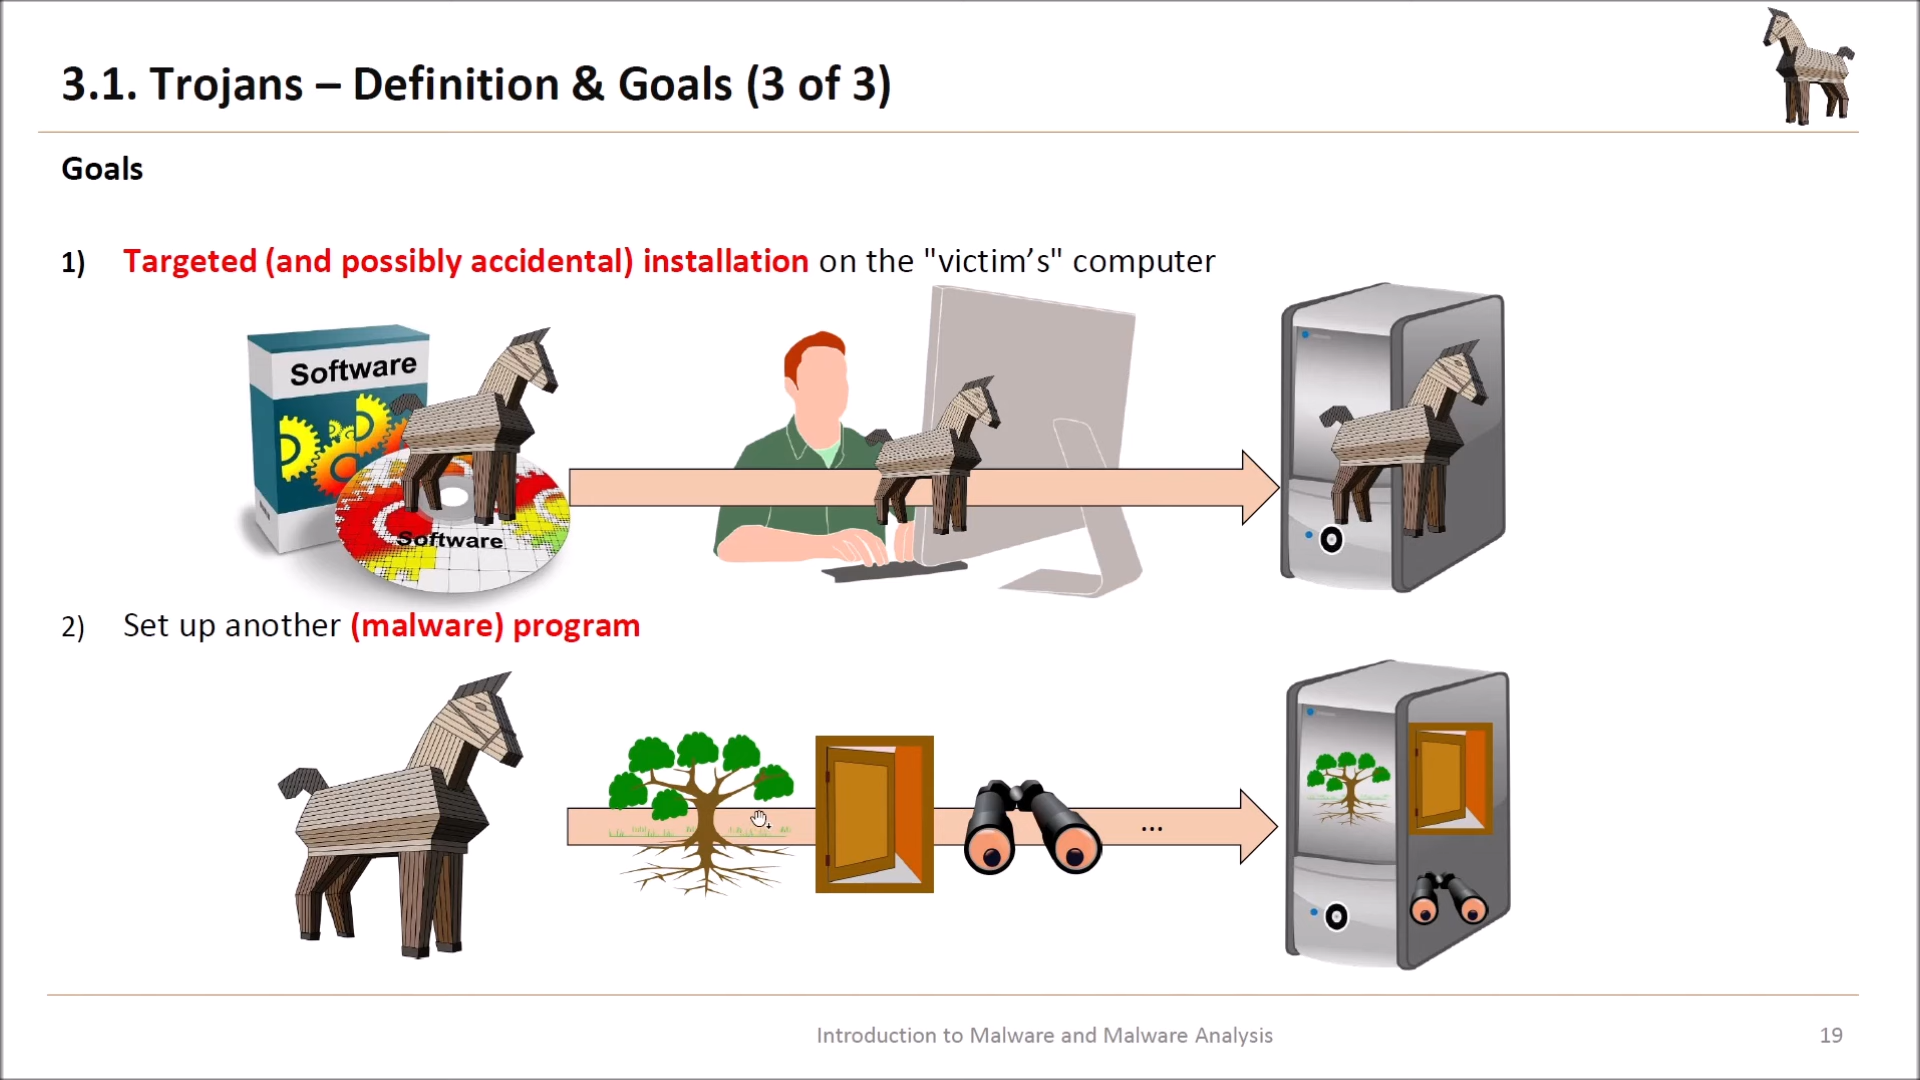 3.1. Trojans – Definition & Goals (3 of 3)
Goals
1) Targeted (and possibly accidental) installation on the "victim’s" computer
Software
Software
2) Set up another (malware) program
...
Introduction to Malware and Malware Analysis
19